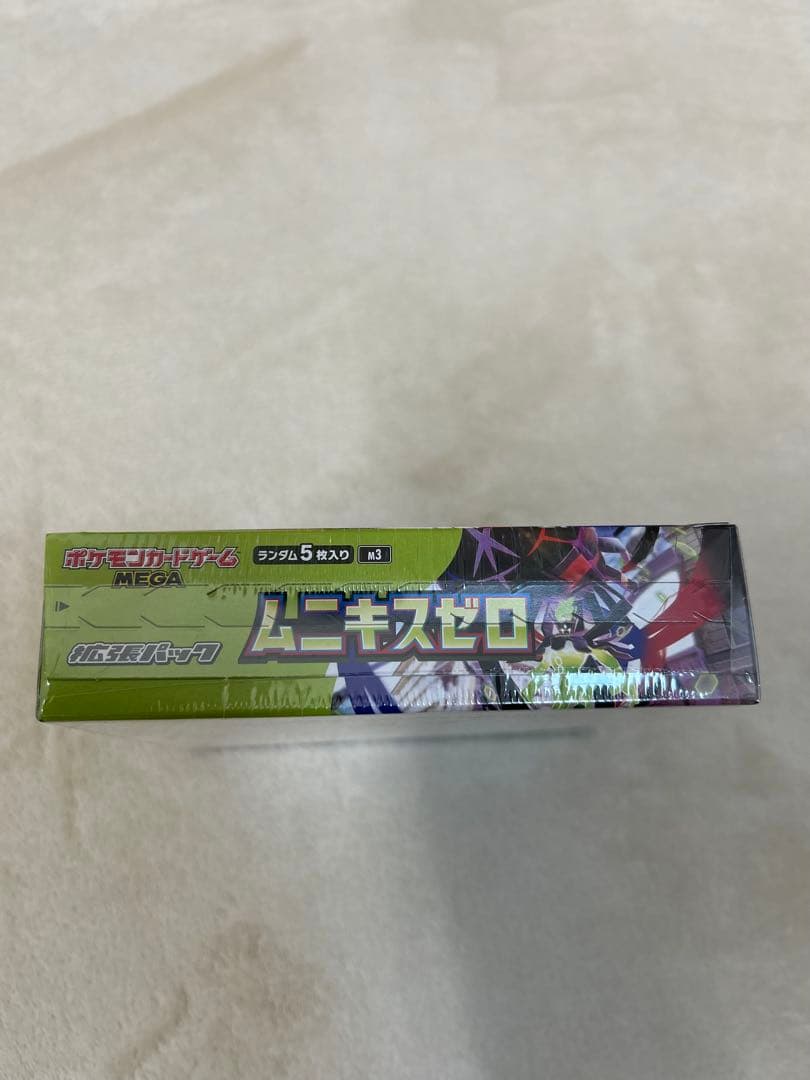 ポケモンカードゲーム
MEGA
ランダム5枚入り M3
ムニキスゼロ
拡張パック